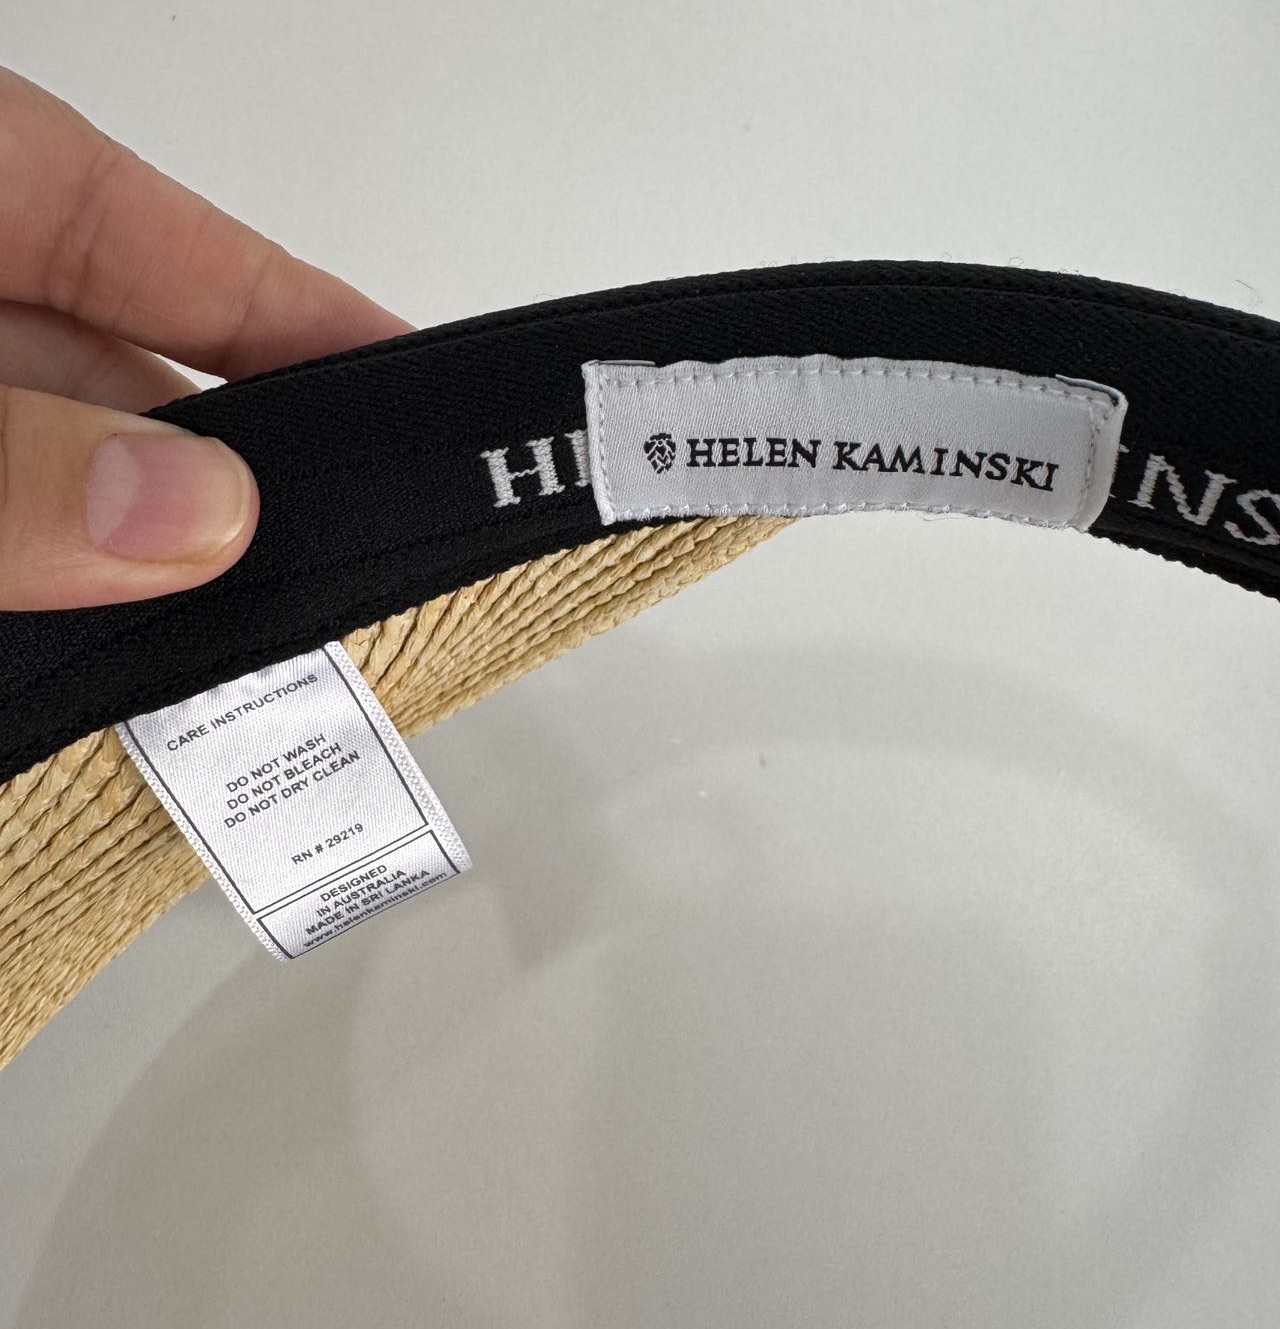 HELEN KAMINSKI
CARE INSTRUCTIONS
DO NOT WASH
DO NOT BLEACH
DO NOT DRY CLEAN
RN # 29219
DESIGNED
IN AUSTRALIA
MADE IN SRI LANKA
www.helenkaminski.com